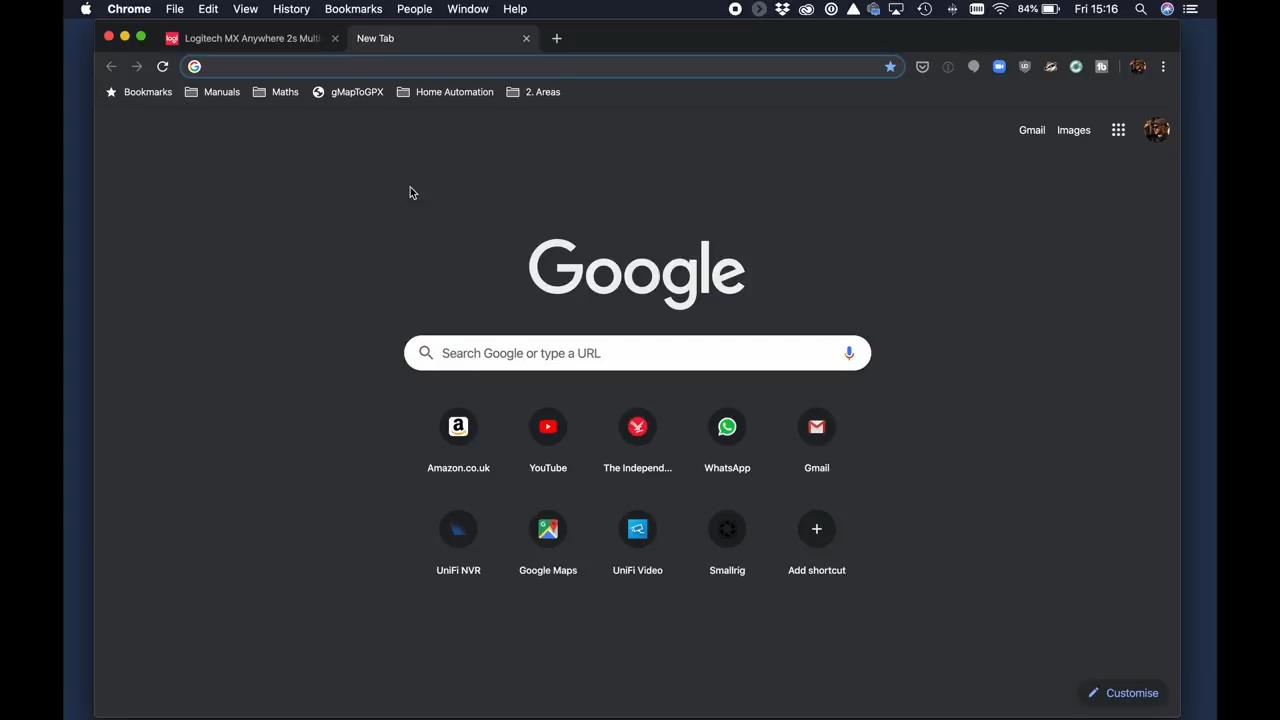 Chrome File Edit View History Bookmarks People Window Help 84% Fri 15:16
logi Logitech MX Anywhere 2s Multi New Tab
Bookmarks Manuals Maths gMapToGPX Home Automation 2. Areas
Gmail Images
Google
Search Google or type a URL
Amazon.co.uk YouTube The Independ... WhatsApp Gmail
UniFi NVR Google Maps UniFi Video Smallrig Add shortcut
Customise